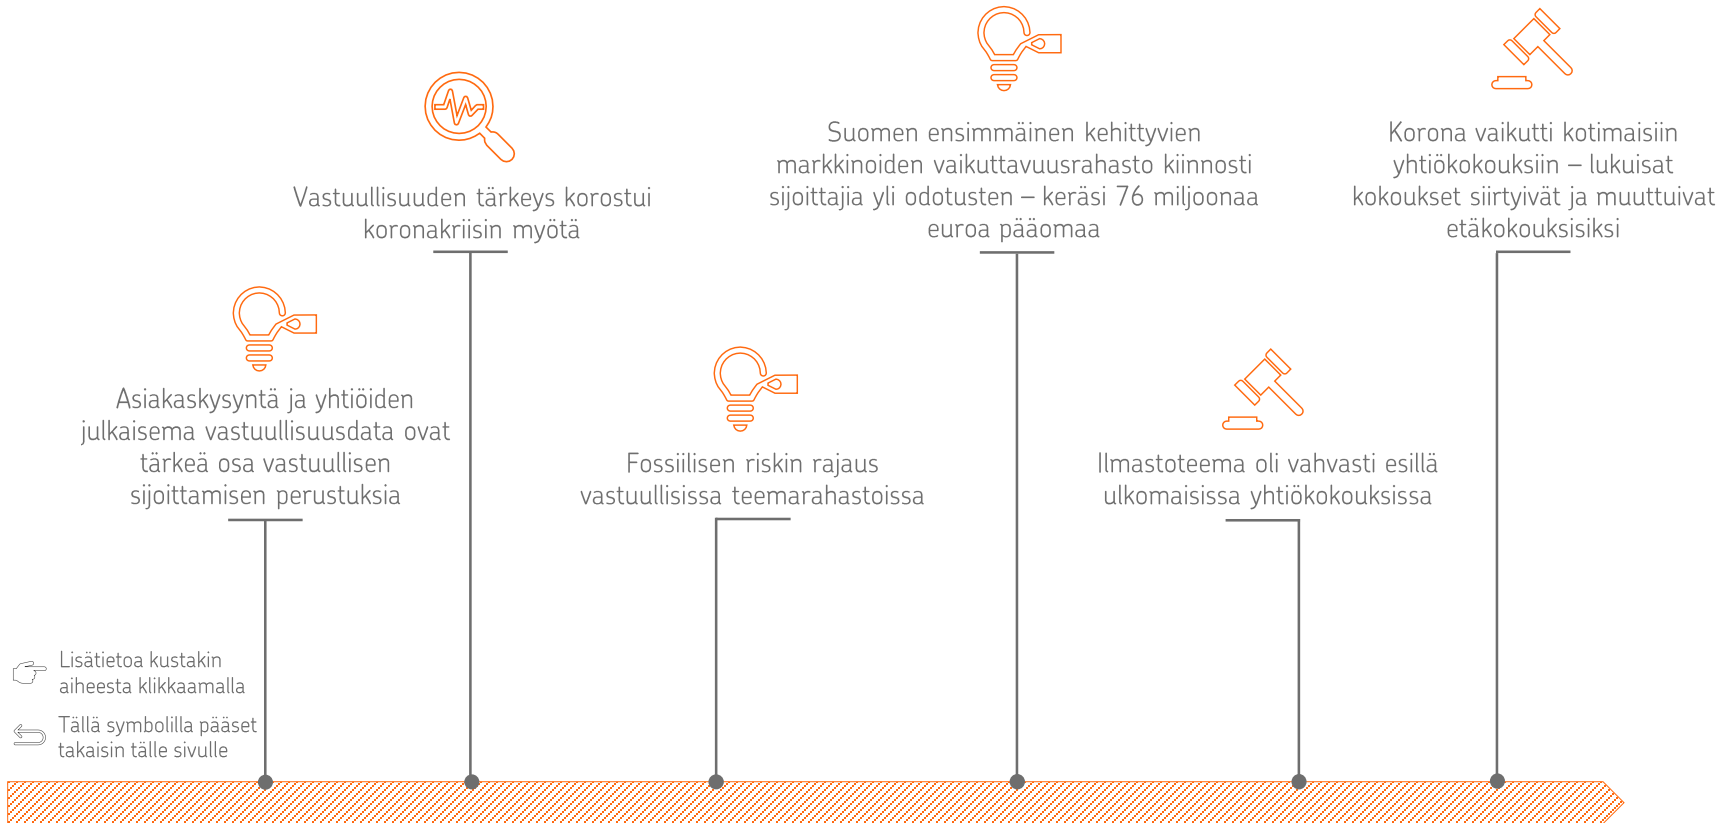 Asiakaskysyntä ja yhtiöiden
julkaisema vastuullisuusdata ovat
tärkeä osa vastuullisen
sijoittamisen perustuksia
Vastuullisuuden tärkeys korostui
koronakriisin myötä
Fossiilisen riskin rajaus
vastuullisissa teemarahastoissa
Suomen ensimmäinen kehittyvien
markkinoiden vaikuttavuusrahasto kiinnosti
sijoittajia yli odotusten – keräsi 76 miljoonaa
euroa pääomaa
Ilmastoteema oli vahvasti esillä
ulkomaisissa yhtiökokouksissa
Korona vaikutti kotimaisiin
yhtiökokouksiin – lukuisat
kokoukset siirtyivät ja muuttuivat
etäkokouksisiksi
Lisätietoa kustakin
aiheesta klikkaamalla
Tällä symbolilla pääset
takaisin tälle sivulle